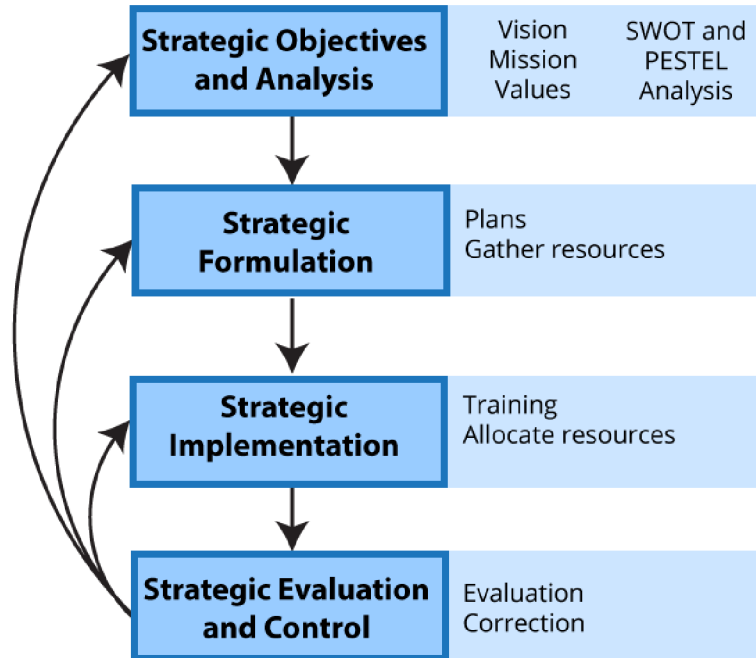 Strategic Objectives
and Analysis
Vision
Mission
Values
SWOT and
PESTEL
Analysis
Strategic
Formulation
Plans
Gather resources
Strategic
Implementation
Training
Allocate resources
Strategic Evaluation
and Control
Evaluation
Correction